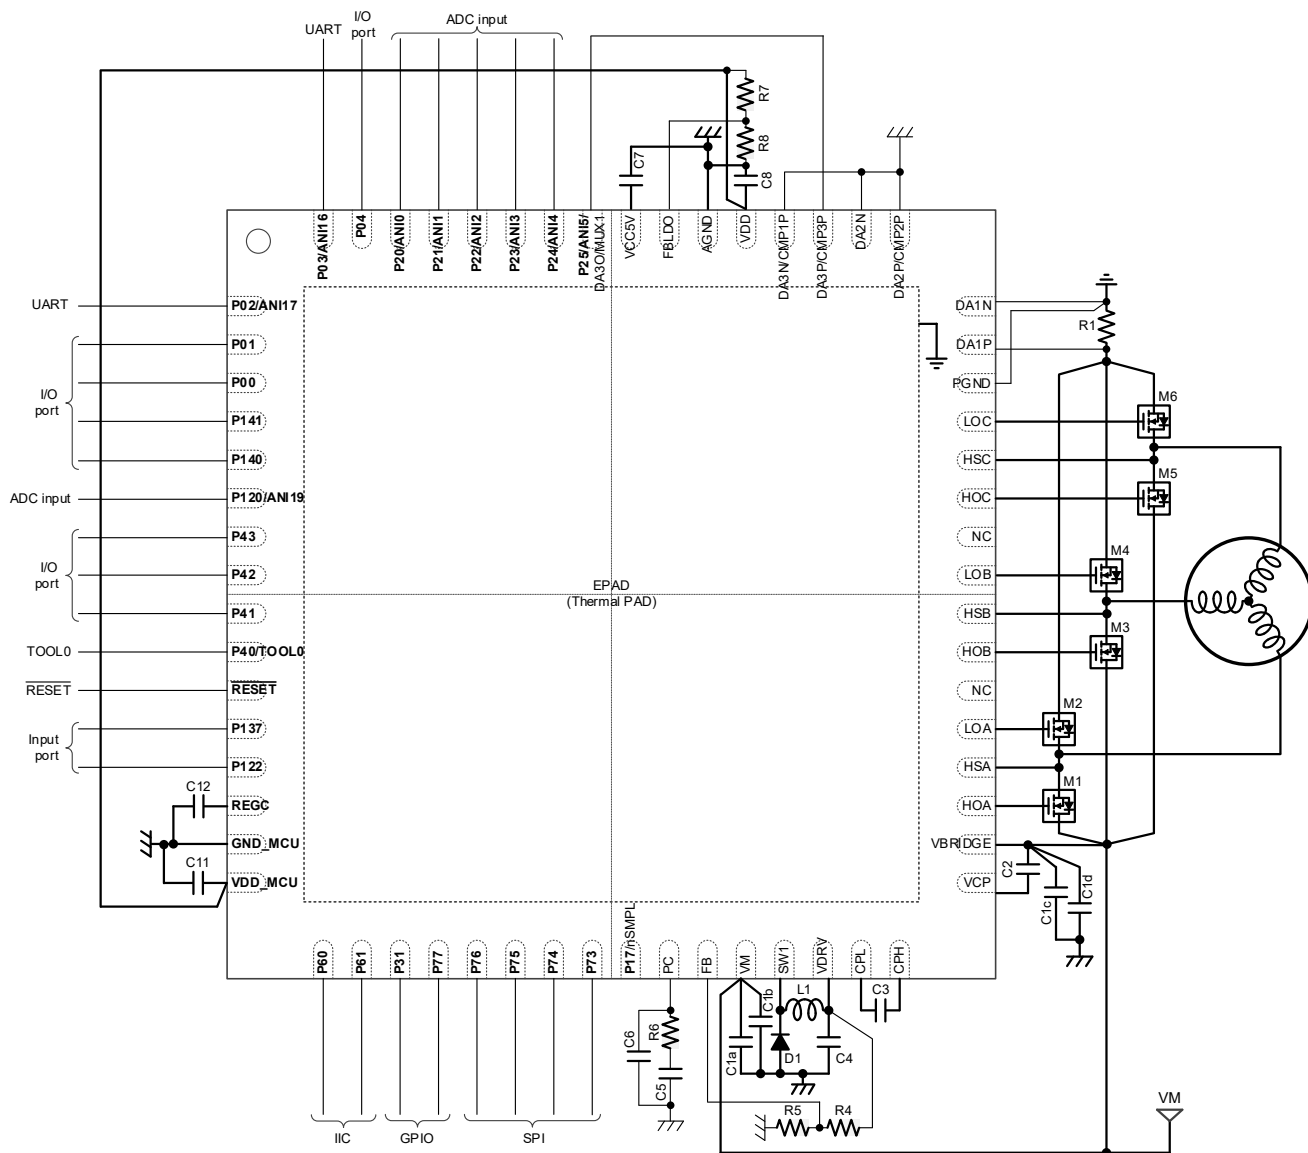 UART
I/O
port
ADC input
R7
R8
C7
C8
P03/ANI16
P04
P20/ANI0
P21/ANI1
P22/ANI2
P23/ANI3
P24/ANI4
P25/ANI5/
DA3O/MUX1
VCC5V
FBLDO
AGND
VDD
DA3N/CMP1P
DA3P/CMP3P
DA2N
DA2P/CMP2P
UART
P02/ANI17
P01
P00
I/O
port
P141
P140
ADC input
P120/ANI19
P43
I/O
port
P42
P41
TOOL0
P40/TOOL0
RESET
RESET
P137
Input
port
P122
C12
REGC
GND_MCU
C11
VDD_MCU
EPAD
(Thermal PAD)
DA1N
R1
DA1P
PGND
M6
LOC
HSC
M5
HOC
NC
M4
LOB
HSB
M3
HOB
NC
M2
LOA
HSA
M1
HOA
VBRIDGE
C2
VCP
C1c
C1d
P60
P61
P31
P77
P76
P75
P74
P73
P17/nSMPL
PC
FB
VM
SW1
VDRV
CPL
CPH
C1b
L1
C3
C6
R6
C1a
D1
C4
C5
R5
R4
VM
IIC
GPIO
SPI